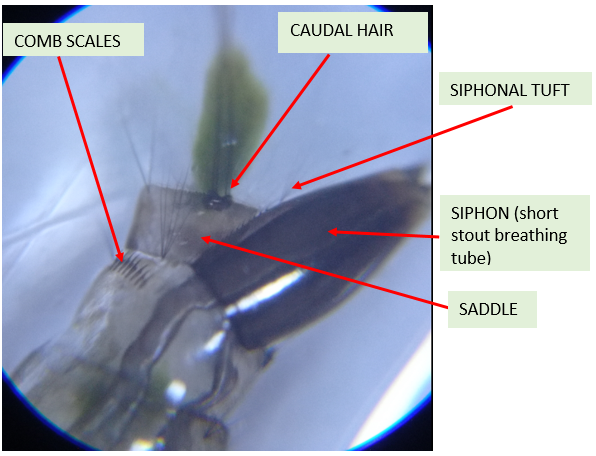 COMB SCALES
CAUDAL HAIR
SIPHONAL TUFT
SIPHON (short
stout breathing
tube)
SADDLE